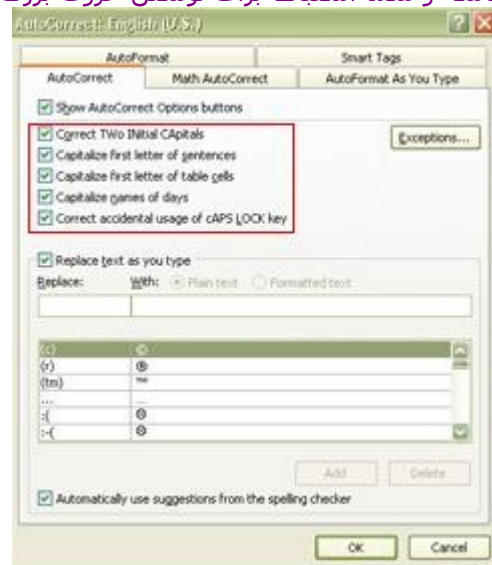 AutoCorrect: English (U.S.)
AutoFormat Smart Tags
AutoCorrect Math AutoCorrect AutoFormat As You Type
Show AutoCorrect Options buttons
Correct TWo INitial CApitals
Exceptions...
Capitalize first letter of sentences
Capitalize first letter of table cells
Capitalize names of days
Correct accidental usage of cAPS LOCK key
Replace text as you type
Replace: With: Plain text Formatted text
(c) ©
(r) ®
(tm) ™
... …
:( ☹
:-( ☹
Add Delete
Automatically use suggestions from the spelling checker
OK Cancel